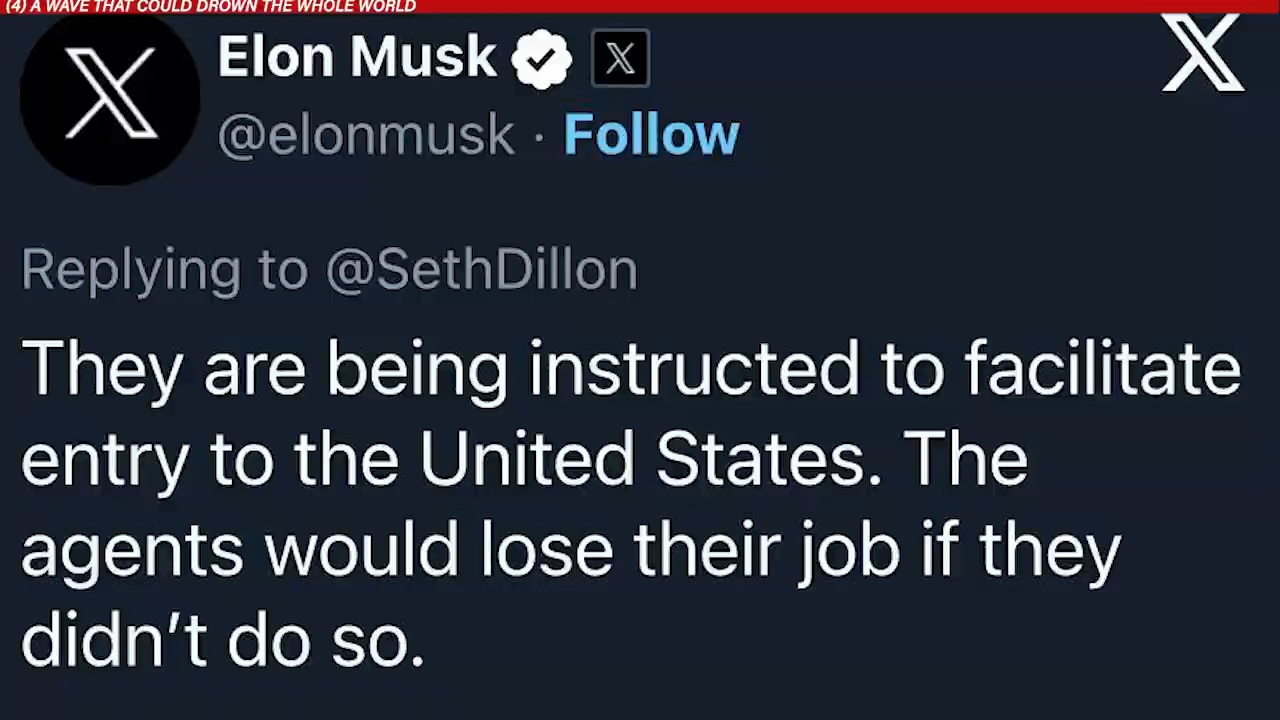 (4) A WAVE THAT COULD DROWN THE WHOLE WORLD
Elon Musk
@elonmusk · Follow
Replying to @SethDillon
They are being instructed to facilitate
entry to the United States. The
agents would lose their job if they
didn’t do so.